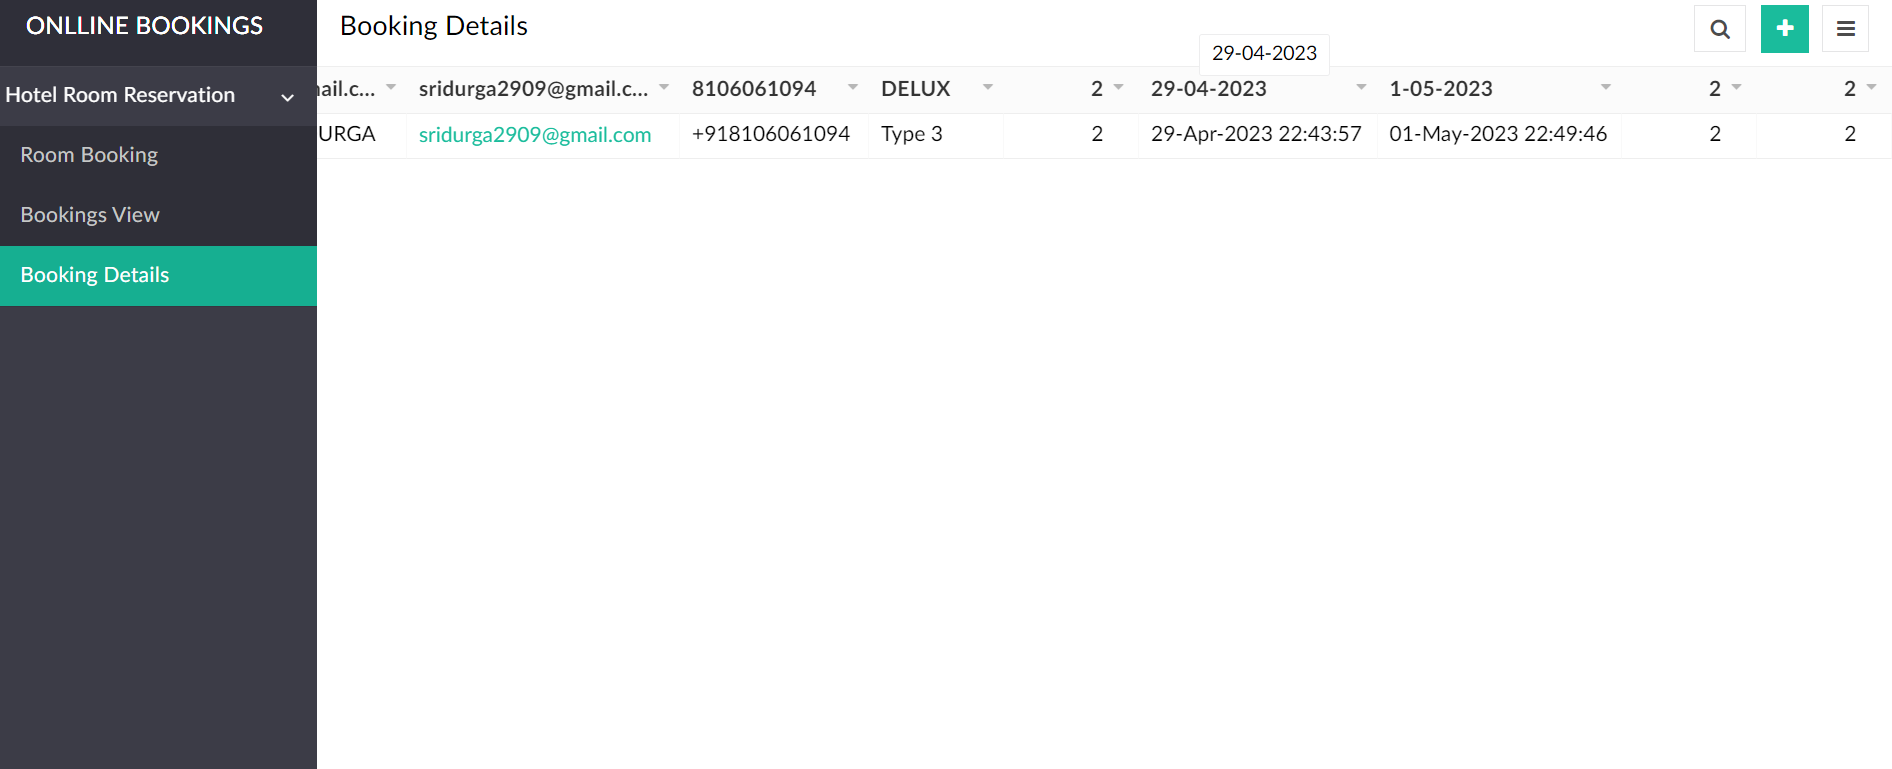 ONLLINE BOOKINGS
Hotel Room Reservation
Room Booking
Bookings View
Booking Details
Booking Details
29-04-2023
ail.c... sridurga2909@gmail.c... 8106061094 DELUX 2 29-04-2023 1-05-2023 2 2
URGA sridurga2909@gmail.com +918106061094 Type 3 2 29-Apr-2023 22:43:57 01-May-2023 22:49:46 2 2